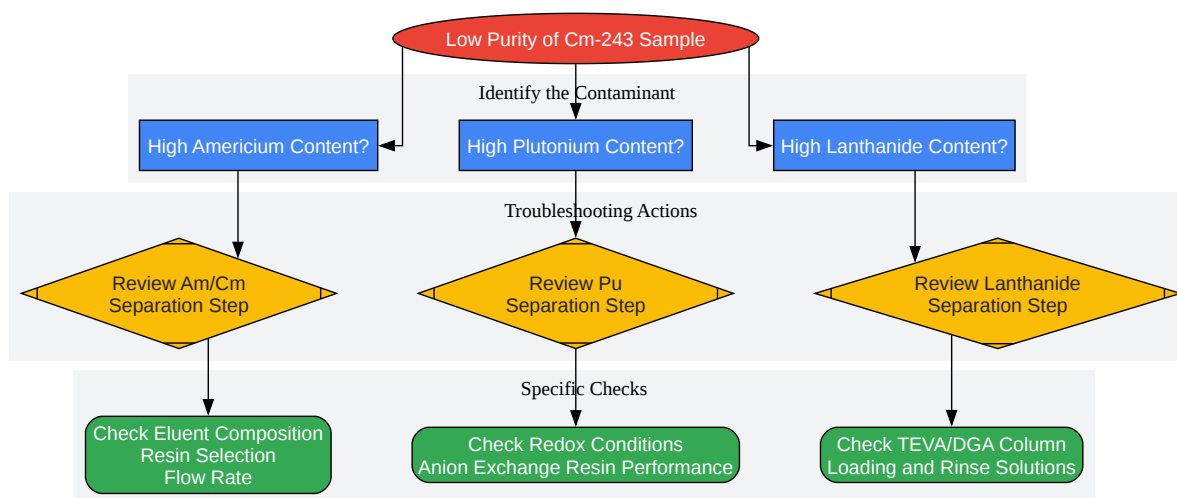 Low Purity of Cm-243 Sample
Identify the Contaminant
High Americium Content?
High Plutonium Content?
High Lanthanide Content?
Troubleshooting Actions
Review Am/Cm
Separation Step
Review Pu
Separation Step
Review Lanthanide
Separation Step
Specific Checks
Check Eluent Composition
Resin Selection
Flow Rate
Check Redox Conditions
Anion Exchange Resin Performance
Check TEVA/DGA Column
Loading and Rinse Solutions